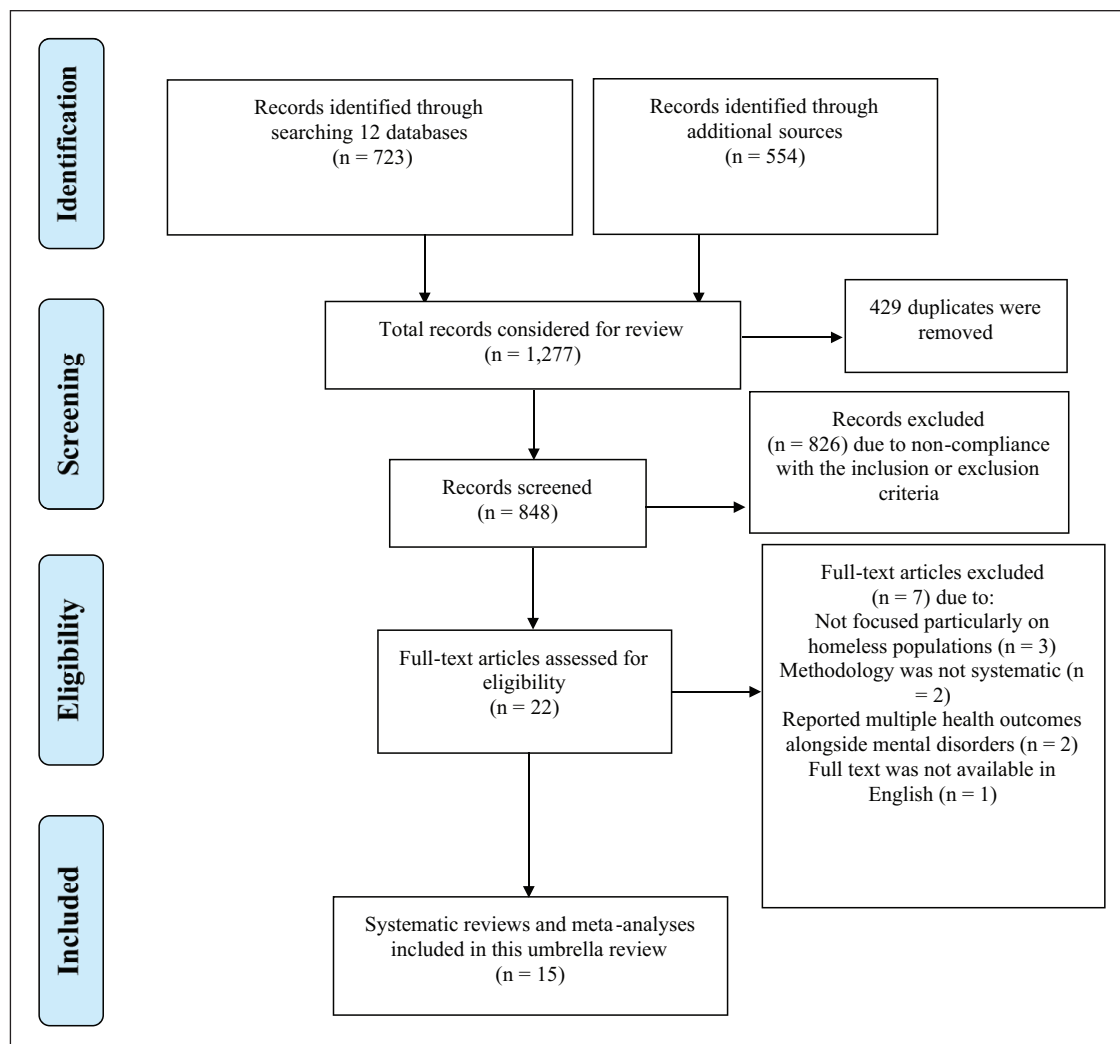 Identification
Records identified through
searching 12 databases
(n = 723)
Records identified through
additional sources
(n = 554)
Screening
Total records considered for review
(n = 1,277)
429 duplicates were
removed
Records screened
(n = 848)
Records excluded
(n = 826) due to non-compliance
with the inclusion or exclusion
criteria
Eligibility
Full-text articles assessed for
eligibility
(n = 22)
Full-text articles excluded
(n = 7) due to:
Not focused particularly on
homeless populations (n = 3)
Methodology was not systematic (n
= 2)
Reported multiple health outcomes
alongside mental disorders (n = 2)
Full text was not available in
English (n = 1)
Included
Systematic reviews and meta-analyses
included in this umbrella review
(n = 15)